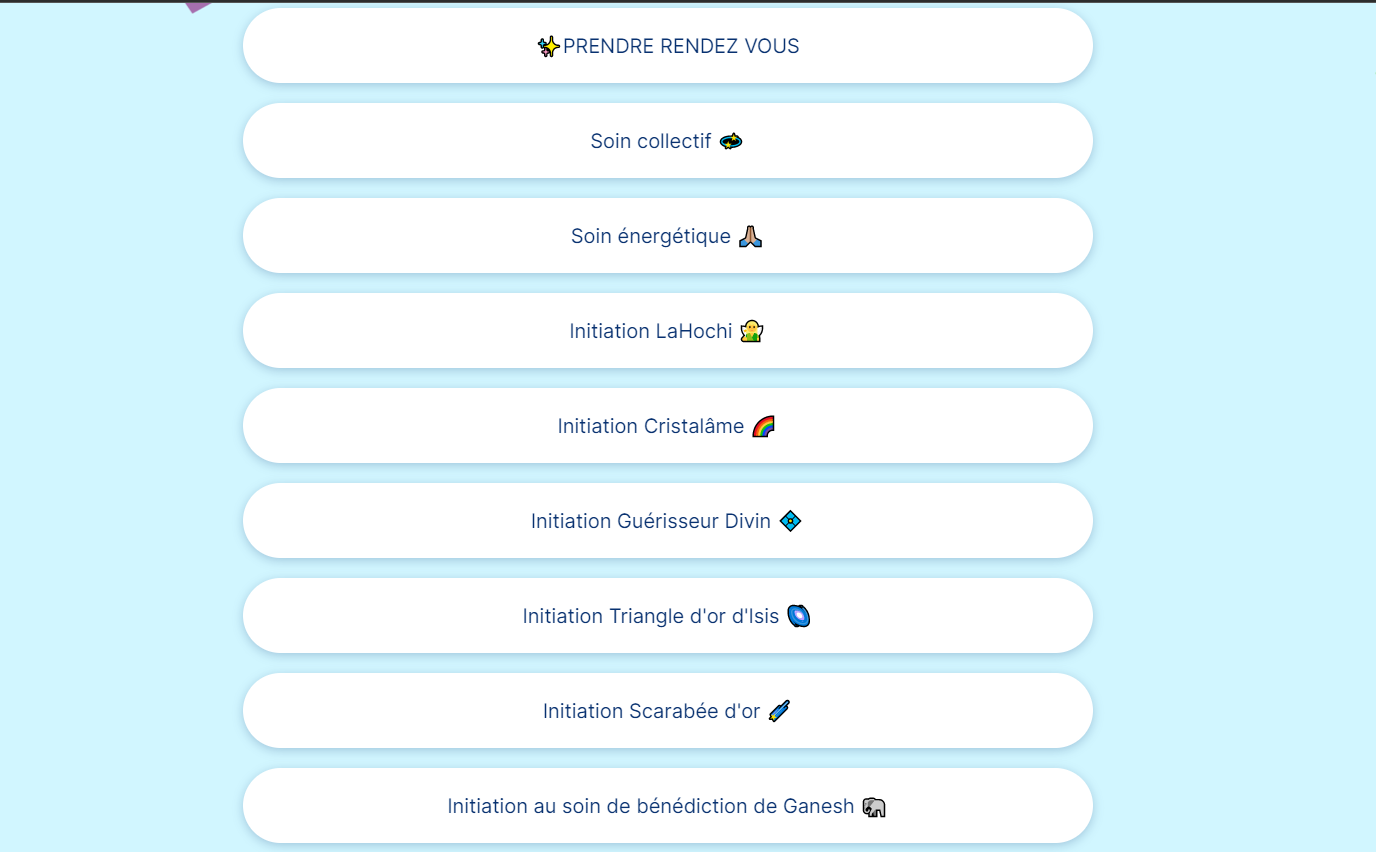 ✨PRENDRE RENDEZ VOUS
Soin collectif 💫
Soin énergétique 🙏🏽
Initiation LaHochi 🧚
Initiation Cristalâme 🌈
Initiation Guérisseur Divin 💠
Initiation Triangle d'or d'Isis 🌀
Initiation Scarabée d'or ☄️
Initiation au soin de bénédiction de Ganesh 🐘